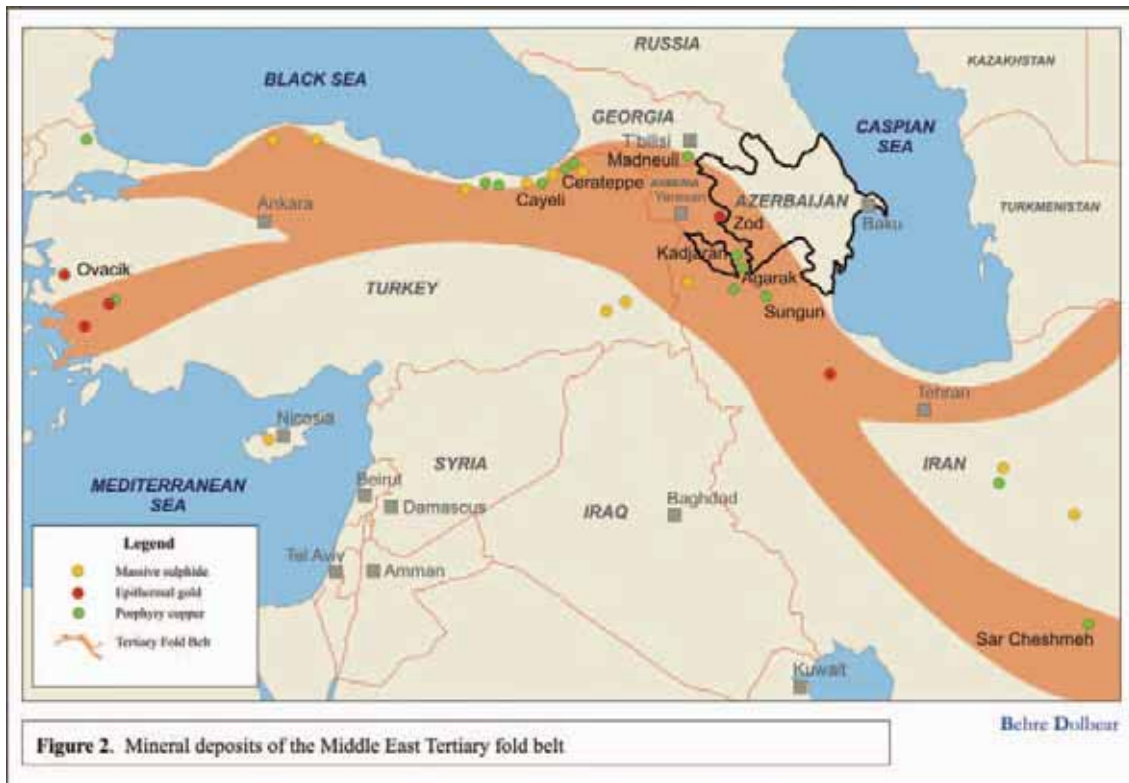 RUSSIA
KAZAKHSTAN
BLACK SEA
GEORGIA
CASPIAN
SEA
T'bilisi
Madneuli
ARMENIA
Cerateppe
Yerevan
AZERBAIJAN
Cayeli
Ankara
Zod
Baku
TURKMENISTAN
Kadjaran
Ovacik
Agarak
TURKEY
Sungun
Tehran
Nicosia
SYRIA
IRAN
MEDITERRANEAN
SEA
Beirut
Damascus
IRAQ
Baghdad
Legend
Massive sulphide
Epithermal gold
Porphyry copper
Tertiary Fold Belt
Tel Aviv
Amman
Sar Cheshmeh
Kuwait
Behre Dolbear
Figure 2. Mineral deposits of the Middle East Tertiary fold belt